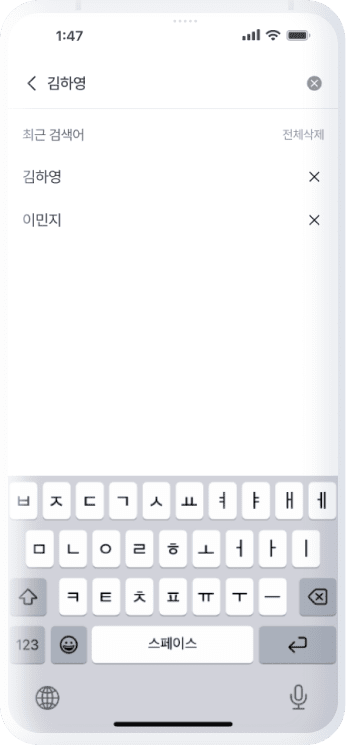 1:47
김하영
최근 검색어 전체삭제
김하영
이민지
ㅂ ㅈ ㄷ ㄱ ㅅ ㅛ ㅕ ㅑ ㅐ ㅔ
ㅁ ㄴ ㅇ ㄹ ㅎ ㅗ ㅓ ㅏ ㅣ
ㅋ ㅌ ㅊ ㅍ ㅠ ㅜ ㅡ
123 스페이스